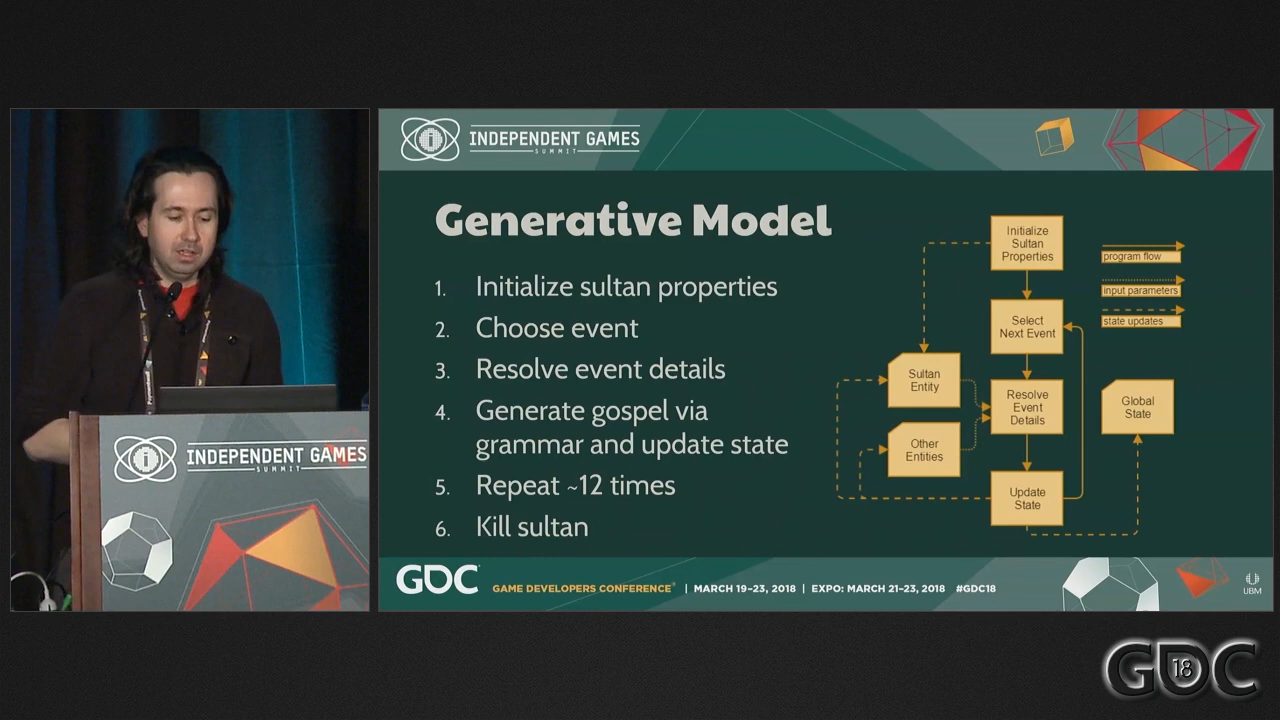 INDEPENDENT GAMES
SUMMIT
Generative Model
1. Initialize sultan properties
2. Choose event
3. Resolve event details
4. Generate gospel via
grammar and update state
5. Repeat ~12 times
6. Kill sultan
Initialize
Sultan
Properties
Select
Next Event
Sultan
Entity
Resolve
Event
Details
Other
Entities
Update
State
Global
State
program flow
input parameters
state updates
GDC
GAME DEVELOPERS CONFERENCE® | MARCH 19–23, 2018 | EXPO: MARCH 21–23, 2018 #GDC18
UBM
INDEPENDENT GAMES
SUMMIT
GDC
18